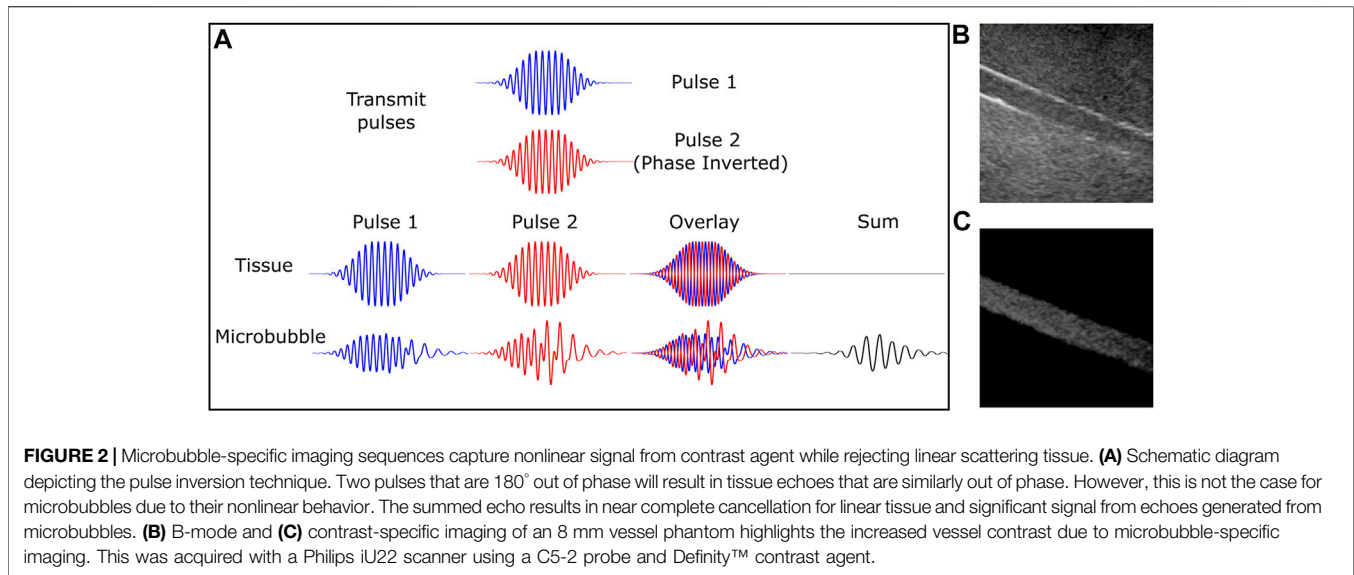 A
Transmit
pulses
Pulse 1
Pulse 2
(Phase Inverted)
Pulse 1 Pulse 2 Overlay Sum
Tissue
Microbubble
B
C
FIGURE 2 | Microbubble-specific imaging sequences capture nonlinear signal from contrast agent while rejecting linear scattering tissue. (A) Schematic diagram
depicting the pulse inversion technique. Two pulses that are 180° out of phase will result in tissue echoes that are similarly out of phase. However, this is not the case for
microbubbles due to their nonlinear behavior. The summed echo results in near complete cancellation for linear tissue and significant signal from echoes generated from
microbubbles. (B) B-mode and (C) contrast-specific imaging of an 8 mm vessel phantom highlights the increased vessel contrast due to microbubble-specific
imaging. This was acquired with a Philips iU22 scanner using a C5-2 probe and Definity™ contrast agent.